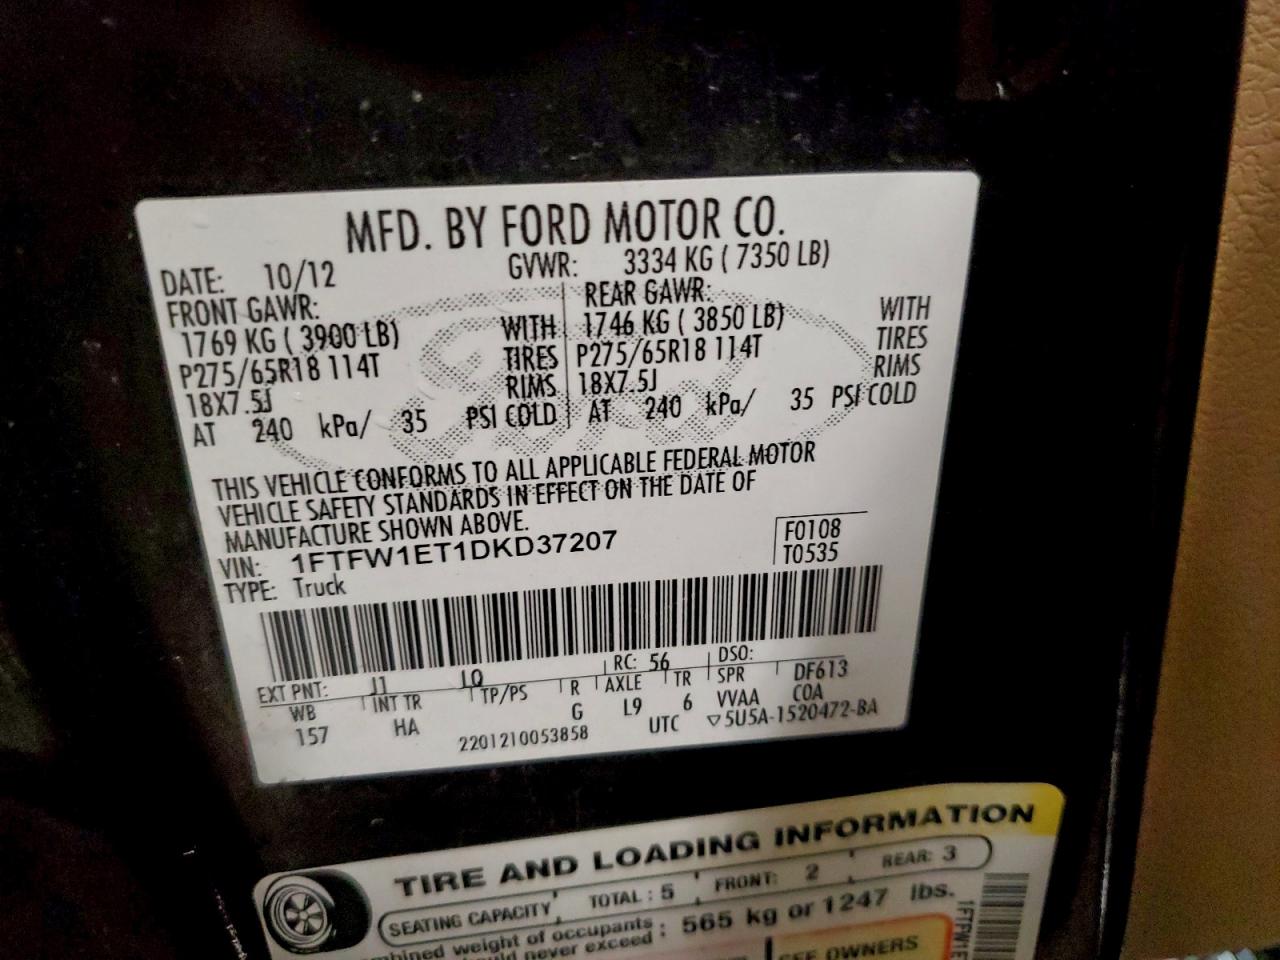 MFD. BY FORD MOTOR CO.
DATE: 10/12 GVWR: 3334 KG ( 7350 LB)
FRONT GAWR: REAR GAWR:
1769 KG ( 3900 LB) WITH 1746 KG ( 3850 LB) WITH
P275/65R18 114T TIRES P275/65R18 114T TIRES
18X7.5J RIMS 18X7.5J RIMS
AT 240 kPa/ 35 PSI COLD AT 240 kPa/ 35 PSI COLD
THIS VEHICLE CONFORMS TO ALL APPLICABLE FEDERAL MOTOR
VEHICLE SAFETY STANDARDS IN EFFECT ON THE DATE OF
MANUFACTURE SHOWN ABOVE.
VIN: 1FTFW1ET1DKD37207 F0108
TYPE: Truck T0535
EXT PNT: J1 JQ RC: 56 DSO:
WB INT TR TP/PS R AXLE TR SPR DF613
157 HA G L9 6 VVAA COA
2201210053858 UTC ▽5U5A-1520472-BA
TIRE AND LOADING INFORMATION
SEATING CAPACITY TOTAL : 5 FRONT: 2 REAR: 3
weight of occupants
never exceed : 565 kg or 1247 lbs.
OWNERS